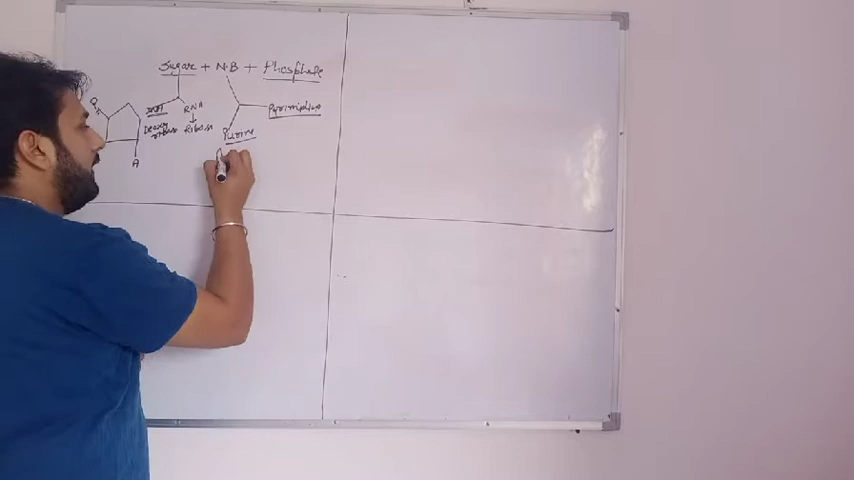 Sugar + N.B + Phosphate
DNA RNA Pyrimidine
Deoxy ribose Ribose Purine
A